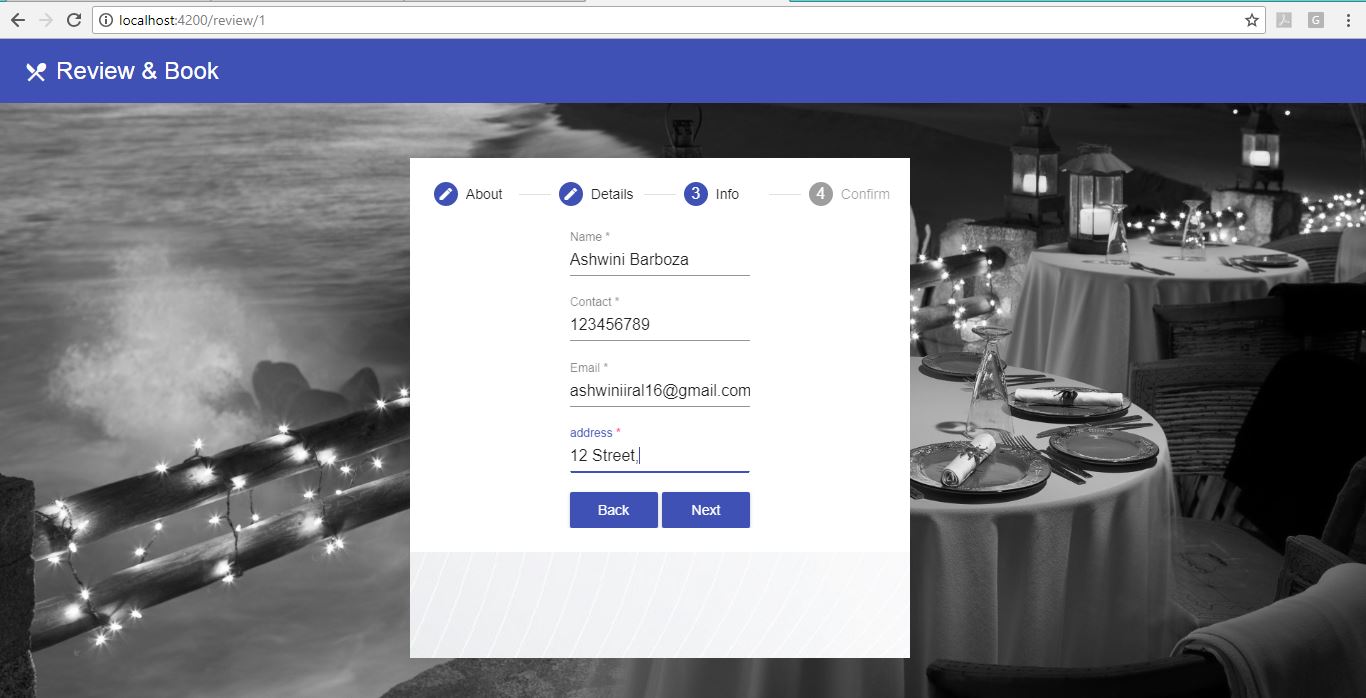 localhost:4200/review/1
G
Review & Book
About
Details
3 Info
4 Confirm
Name *
Ashwini Barboza
Contact *
123456789
Email *
ashwiniiral16@gmail.com
address *
12 Street,
Back Next